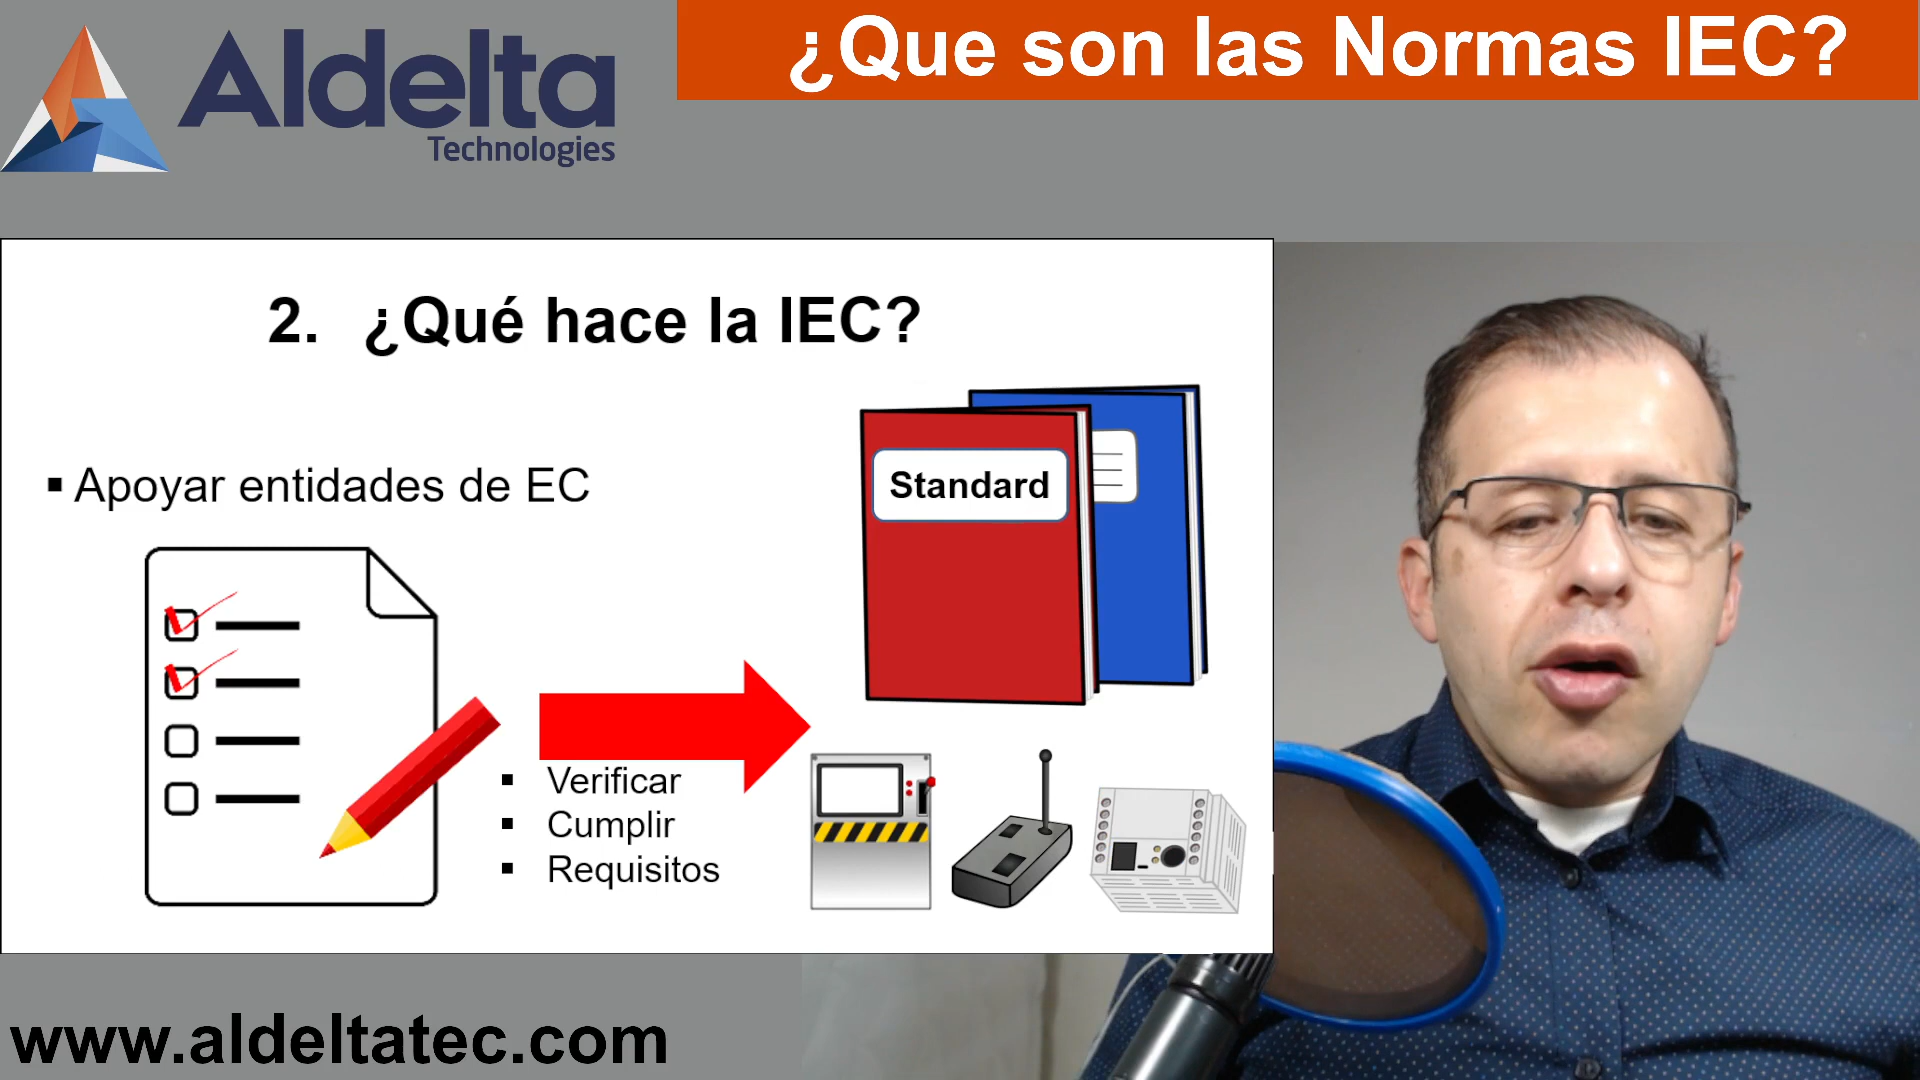 Aldelta
Technologies
¿Que son las Normas IEC?
2. ¿Qué hace la IEC?
▪ Apoyar entidades de EC
Standard
▪ Verificar
▪ Cumplir
▪ Requisitos
www.aldeltatec.com